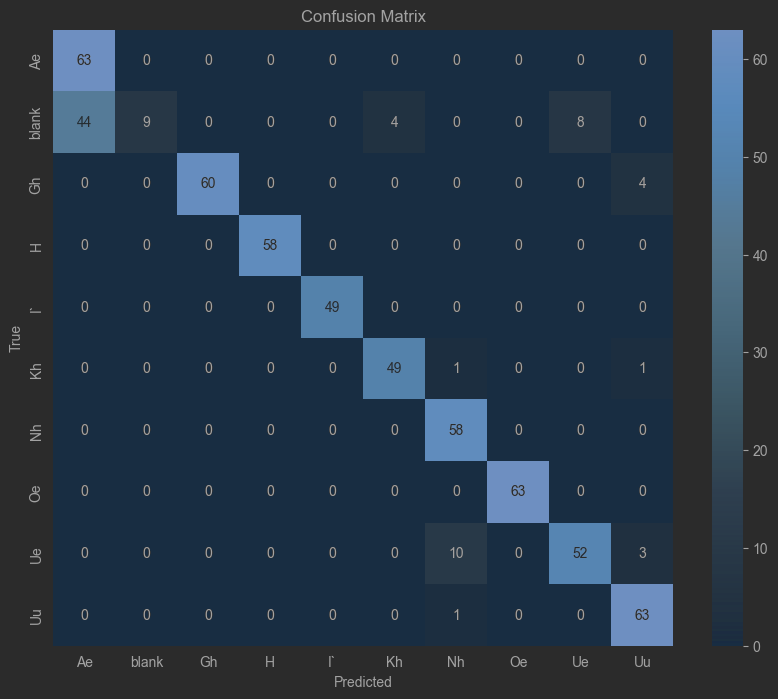 Confusion Matrix
Ae 63 0 0 0 0 0 0 0 0 0
blank 44 9 0 0 0 4 0 0 8 0
Gh 0 0 60 0 0 0 0 0 0 4
H 0 0 0 58 0 0 0 0 0 0
I` 0 0 0 0 49 0 0 0 0 0
Kh 0 0 0 0 0 49 1 0 0 1
Nh 0 0 0 0 0 0 58 0 0 0
Oe 0 0 0 0 0 0 0 63 0 0
Ue 0 0 0 0 0 0 10 0 52 3
Uu 0 0 0 0 0 0 1 0 0 63
Ae blank Gh H I` Kh Nh Oe Ue Uu
Predicted
True
60
50
40
30
20
10
0